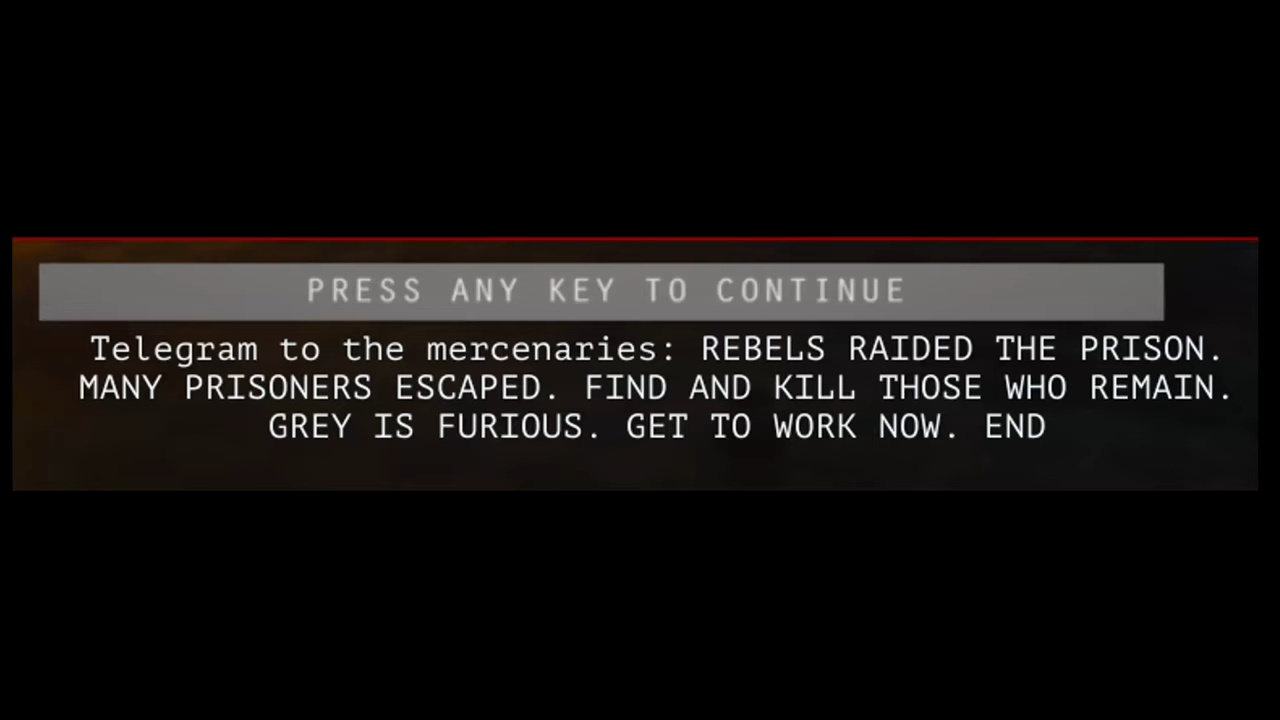 PRESS ANY KEY TO CONTINUE
Telegram to the mercenaries: REBELS RAIDED THE PRISON.
MANY PRISONERS ESCAPED. FIND AND KILL THOSE WHO REMAIN.
GREY IS FURIOUS. GET TO WORK NOW. END